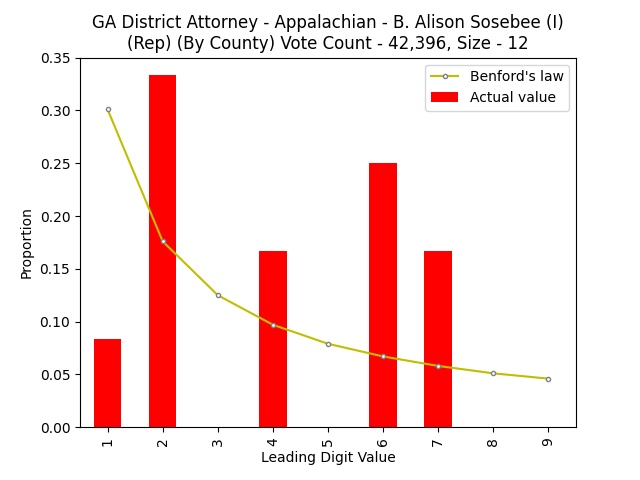 GA District Attorney - Appalachian - B. Alison Sosebee (I)
(Rep) (By County) Vote Count - 42,396, Size - 12
Benford's law
Actual value
0.35
0.30
0.25
0.20
0.15
0.10
0.05
0.00
Proportion
1 2 3 4 5 6 7 8 9
Leading Digit Value